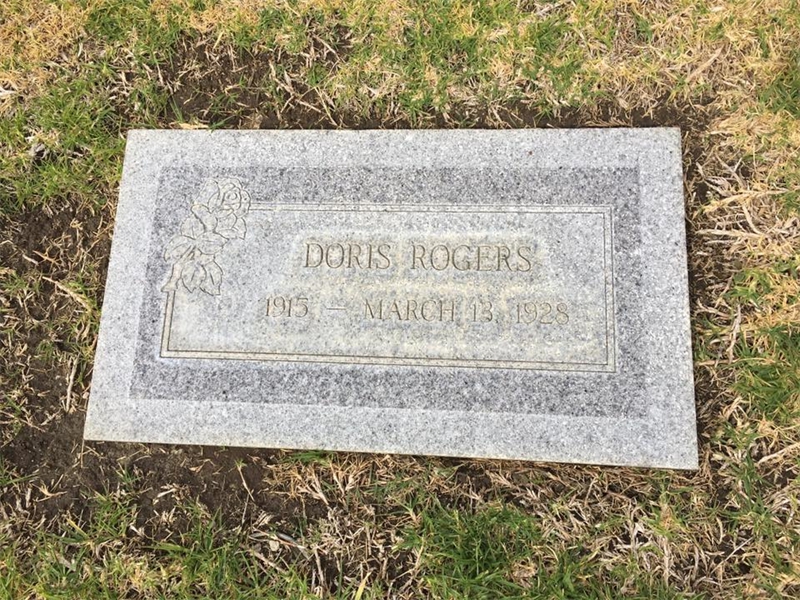 DORIS ROGERS
1915 — MARCH 13, 1928